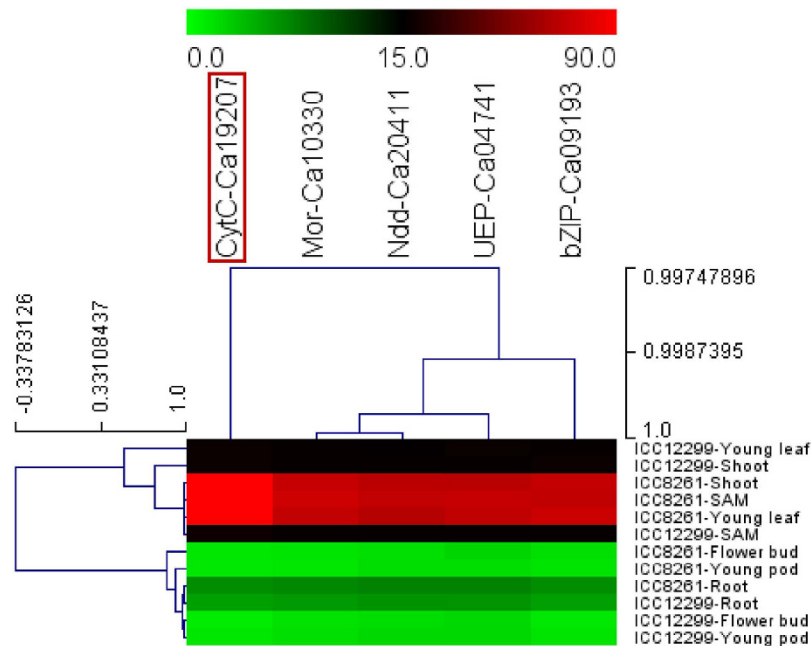 0.0 15.0 90.0
CytC-Ca19207
Mor-Ca10330
Ndd-Ca20411
UEP-Ca04741
bZIP-Ca09193
0.99747896
0.9987395
1.0
-0.33783126
0.33108437
1.0
ICC12299-Young leaf
ICC12299-Shoot
ICC8261-Shoot
ICC8261-SAM
ICC8261-Young leaf
ICC12299-SAM
ICC8261-Flower bud
ICC8261-Young pod
ICC8261-Root
ICC12299-Root
ICC12299-Flower bud
ICC12299-Young pod